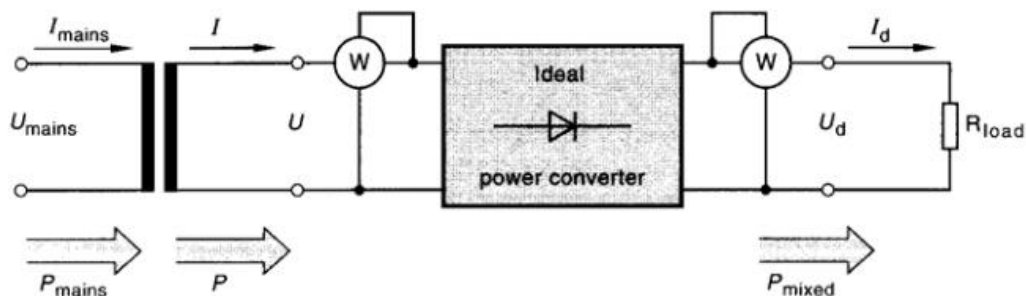 I_mains
I
I_d
W
W
Ideal
power converter
U_mains
U
U_d
R_load
P_mains
P
P_mixed